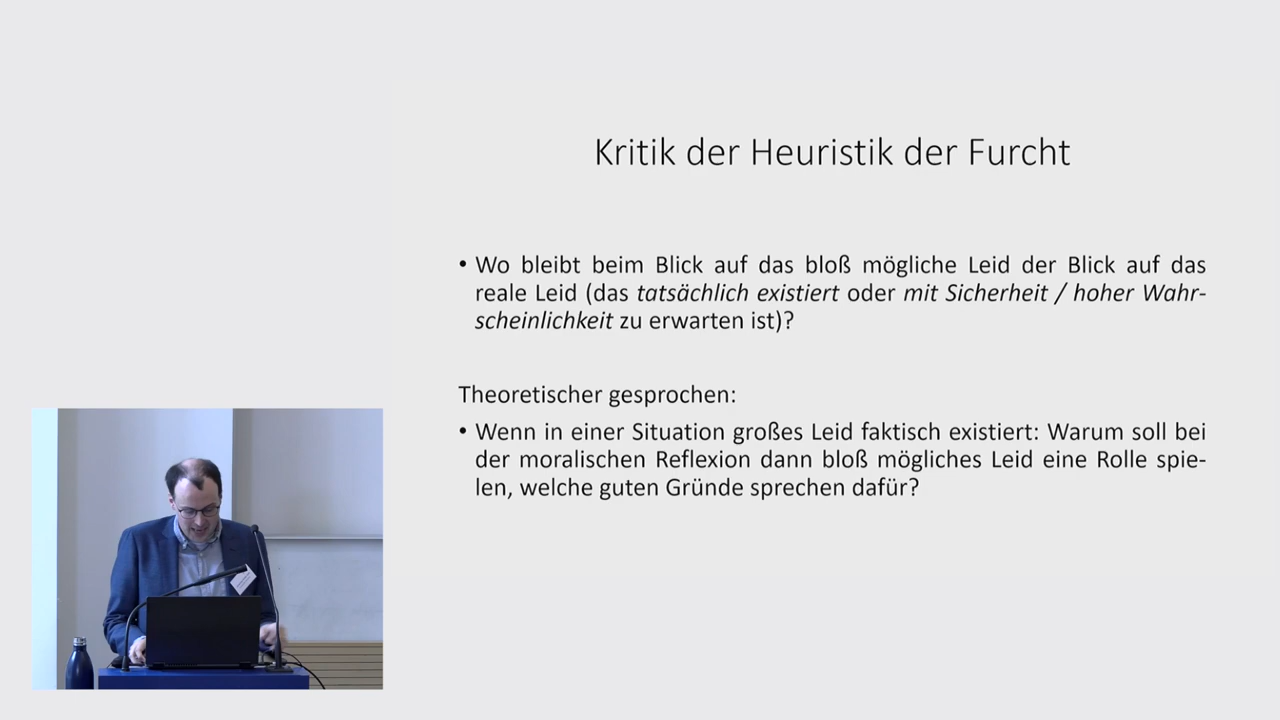 Kritik der Heuristik der Furcht
• Wo bleibt beim Blick auf das bloß mögliche Leid der Blick auf das
reale Leid (das tatsächlich existiert oder mit Sicherheit / hoher Wahr-
scheinlichkeit zu erwarten ist)?
Theoretischer gesprochen:
• Wenn in einer Situation großes Leid faktisch existiert: Warum soll bei
der moralischen Reflexion dann bloß mögliches Leid eine Rolle spie-
len, welche guten Gründe sprechen dafür?